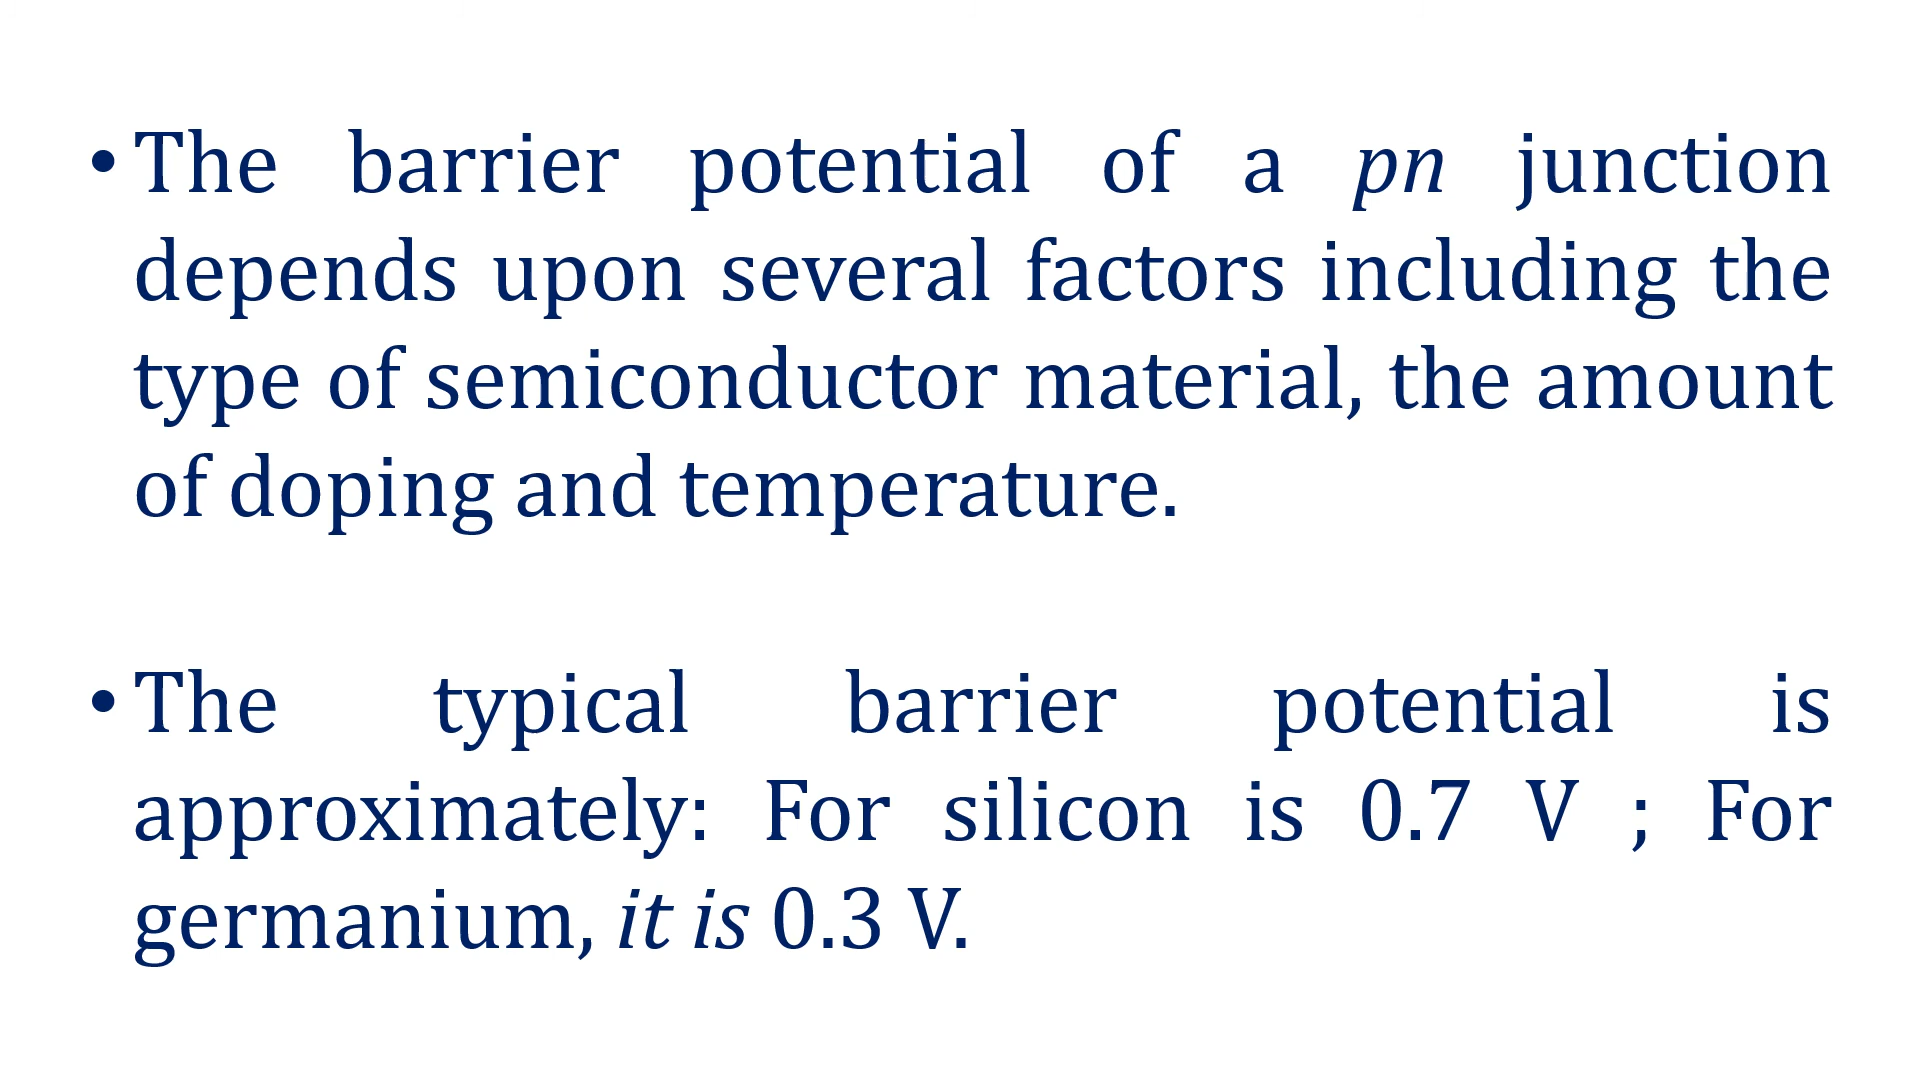 • The barrier potential of a pn junction
depends upon several factors including the
type of semiconductor material, the amount
of doping and temperature.
• The typical barrier potential is
approximately: For silicon is 0.7 V ; For
germanium, it is 0.3 V.